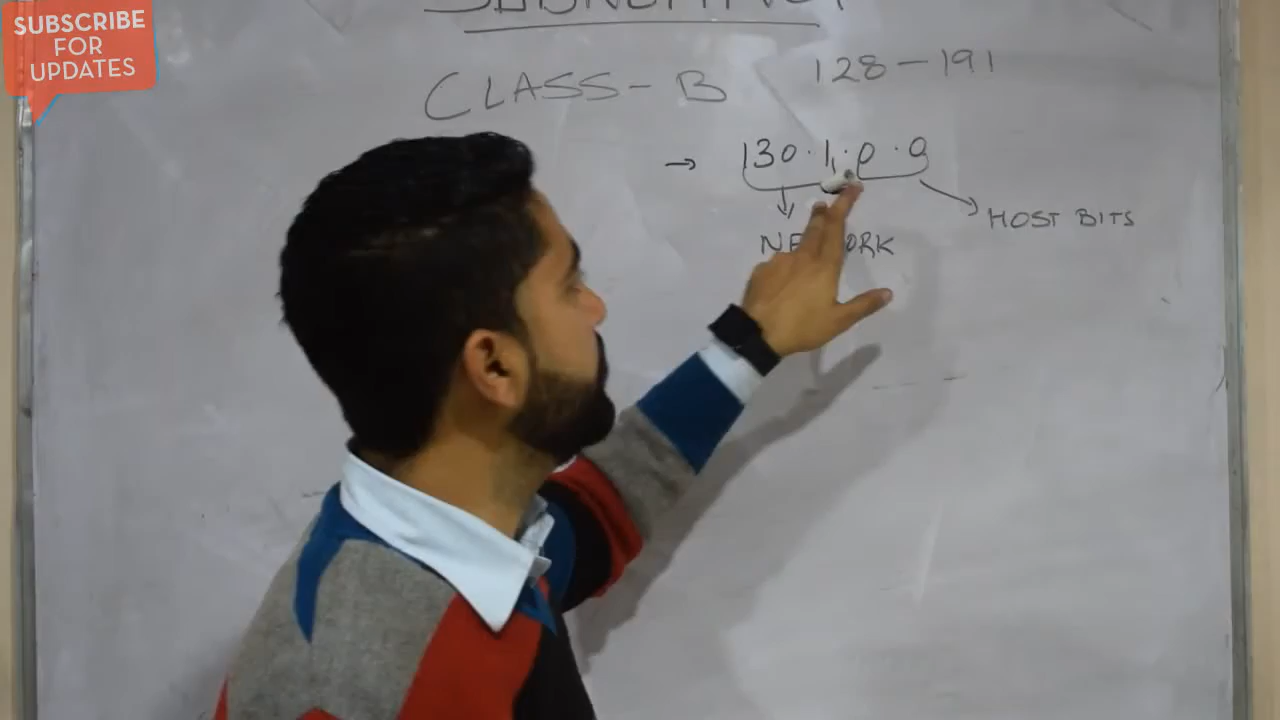 SUBSCRIBE
FOR
UPDATES
CLASS-B 128-191
→ 130.1.0.0
HOST BITS